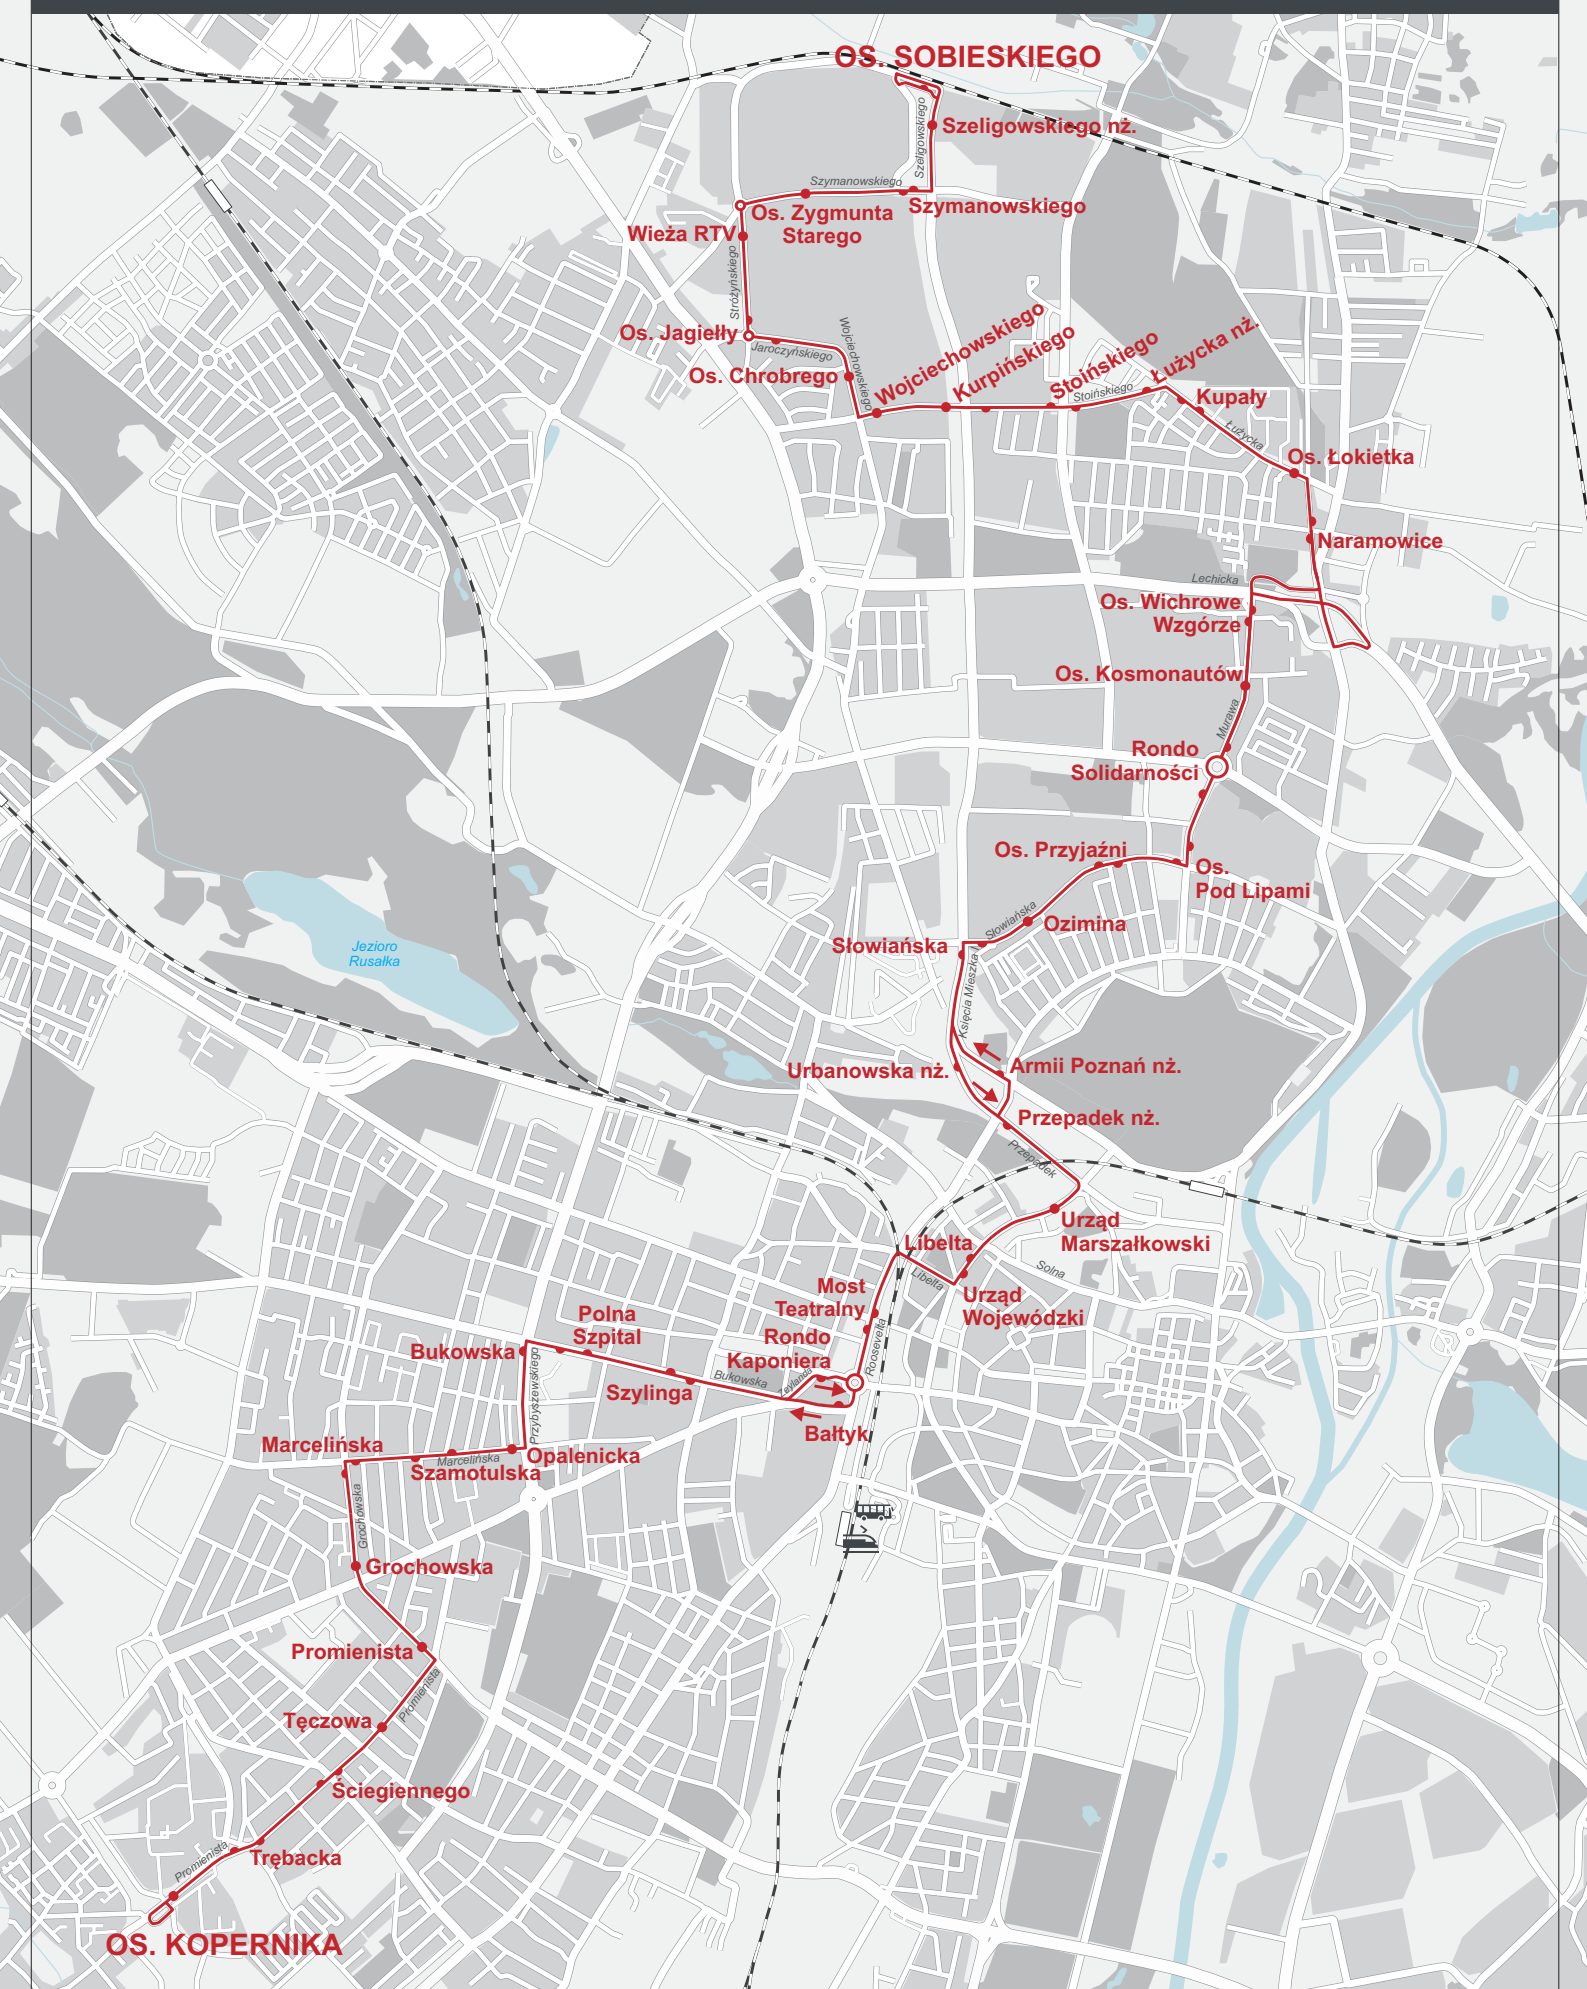 OS. SOBIESKIEGO
Szeligowskiego
Szeligowskiego nż.
Szymanowskiego
Szymanowskiego
Os. Zygmunta
Starego
Wieża RTV
Stróżyńskiego
Os. Jagiełły
Jaroczyńskiego
Wojciechowskiego
Os. Chrobrego
Wojciechowskiego
Kurpińskiego
Stoińskiego
Stoińskiego
Łużycka nż.
Kupały
Łużycka
Os. Łokietka
Naramowice
Lechicka
Os. Wichrowe
Wzgórze
Os. Kosmonautów
Murawa
Rondo
Solidarności
Os. Przyjaźni
Os.
Pod Lipami
Ozimina
Słowiańska
Słowiańska
Księcia Mieszka I
Jezioro
Rusałka
Armii Poznań nż.
Urbanowska nż.
Przepadek nż.
Przepadek
Urząd
Marszałkowski
Libelta
Libelta
Solna
Urząd
Wojewódzki
Most
Teatralny
Rondo
Kaponiera
Roosevelta
Zeylanda
Bałtyk
Polna
Szpital
Bukowska
Bukowska
Szylinga
Przybyszewskiego
Marcelińska
Opalenicka
Marcelińska
Szamotulska
Grochowska
Grochowska
Promienista
Promienista
Tęczowa
Ściegiennego
Trębacka
Promienista
OS. KOPERNIKA